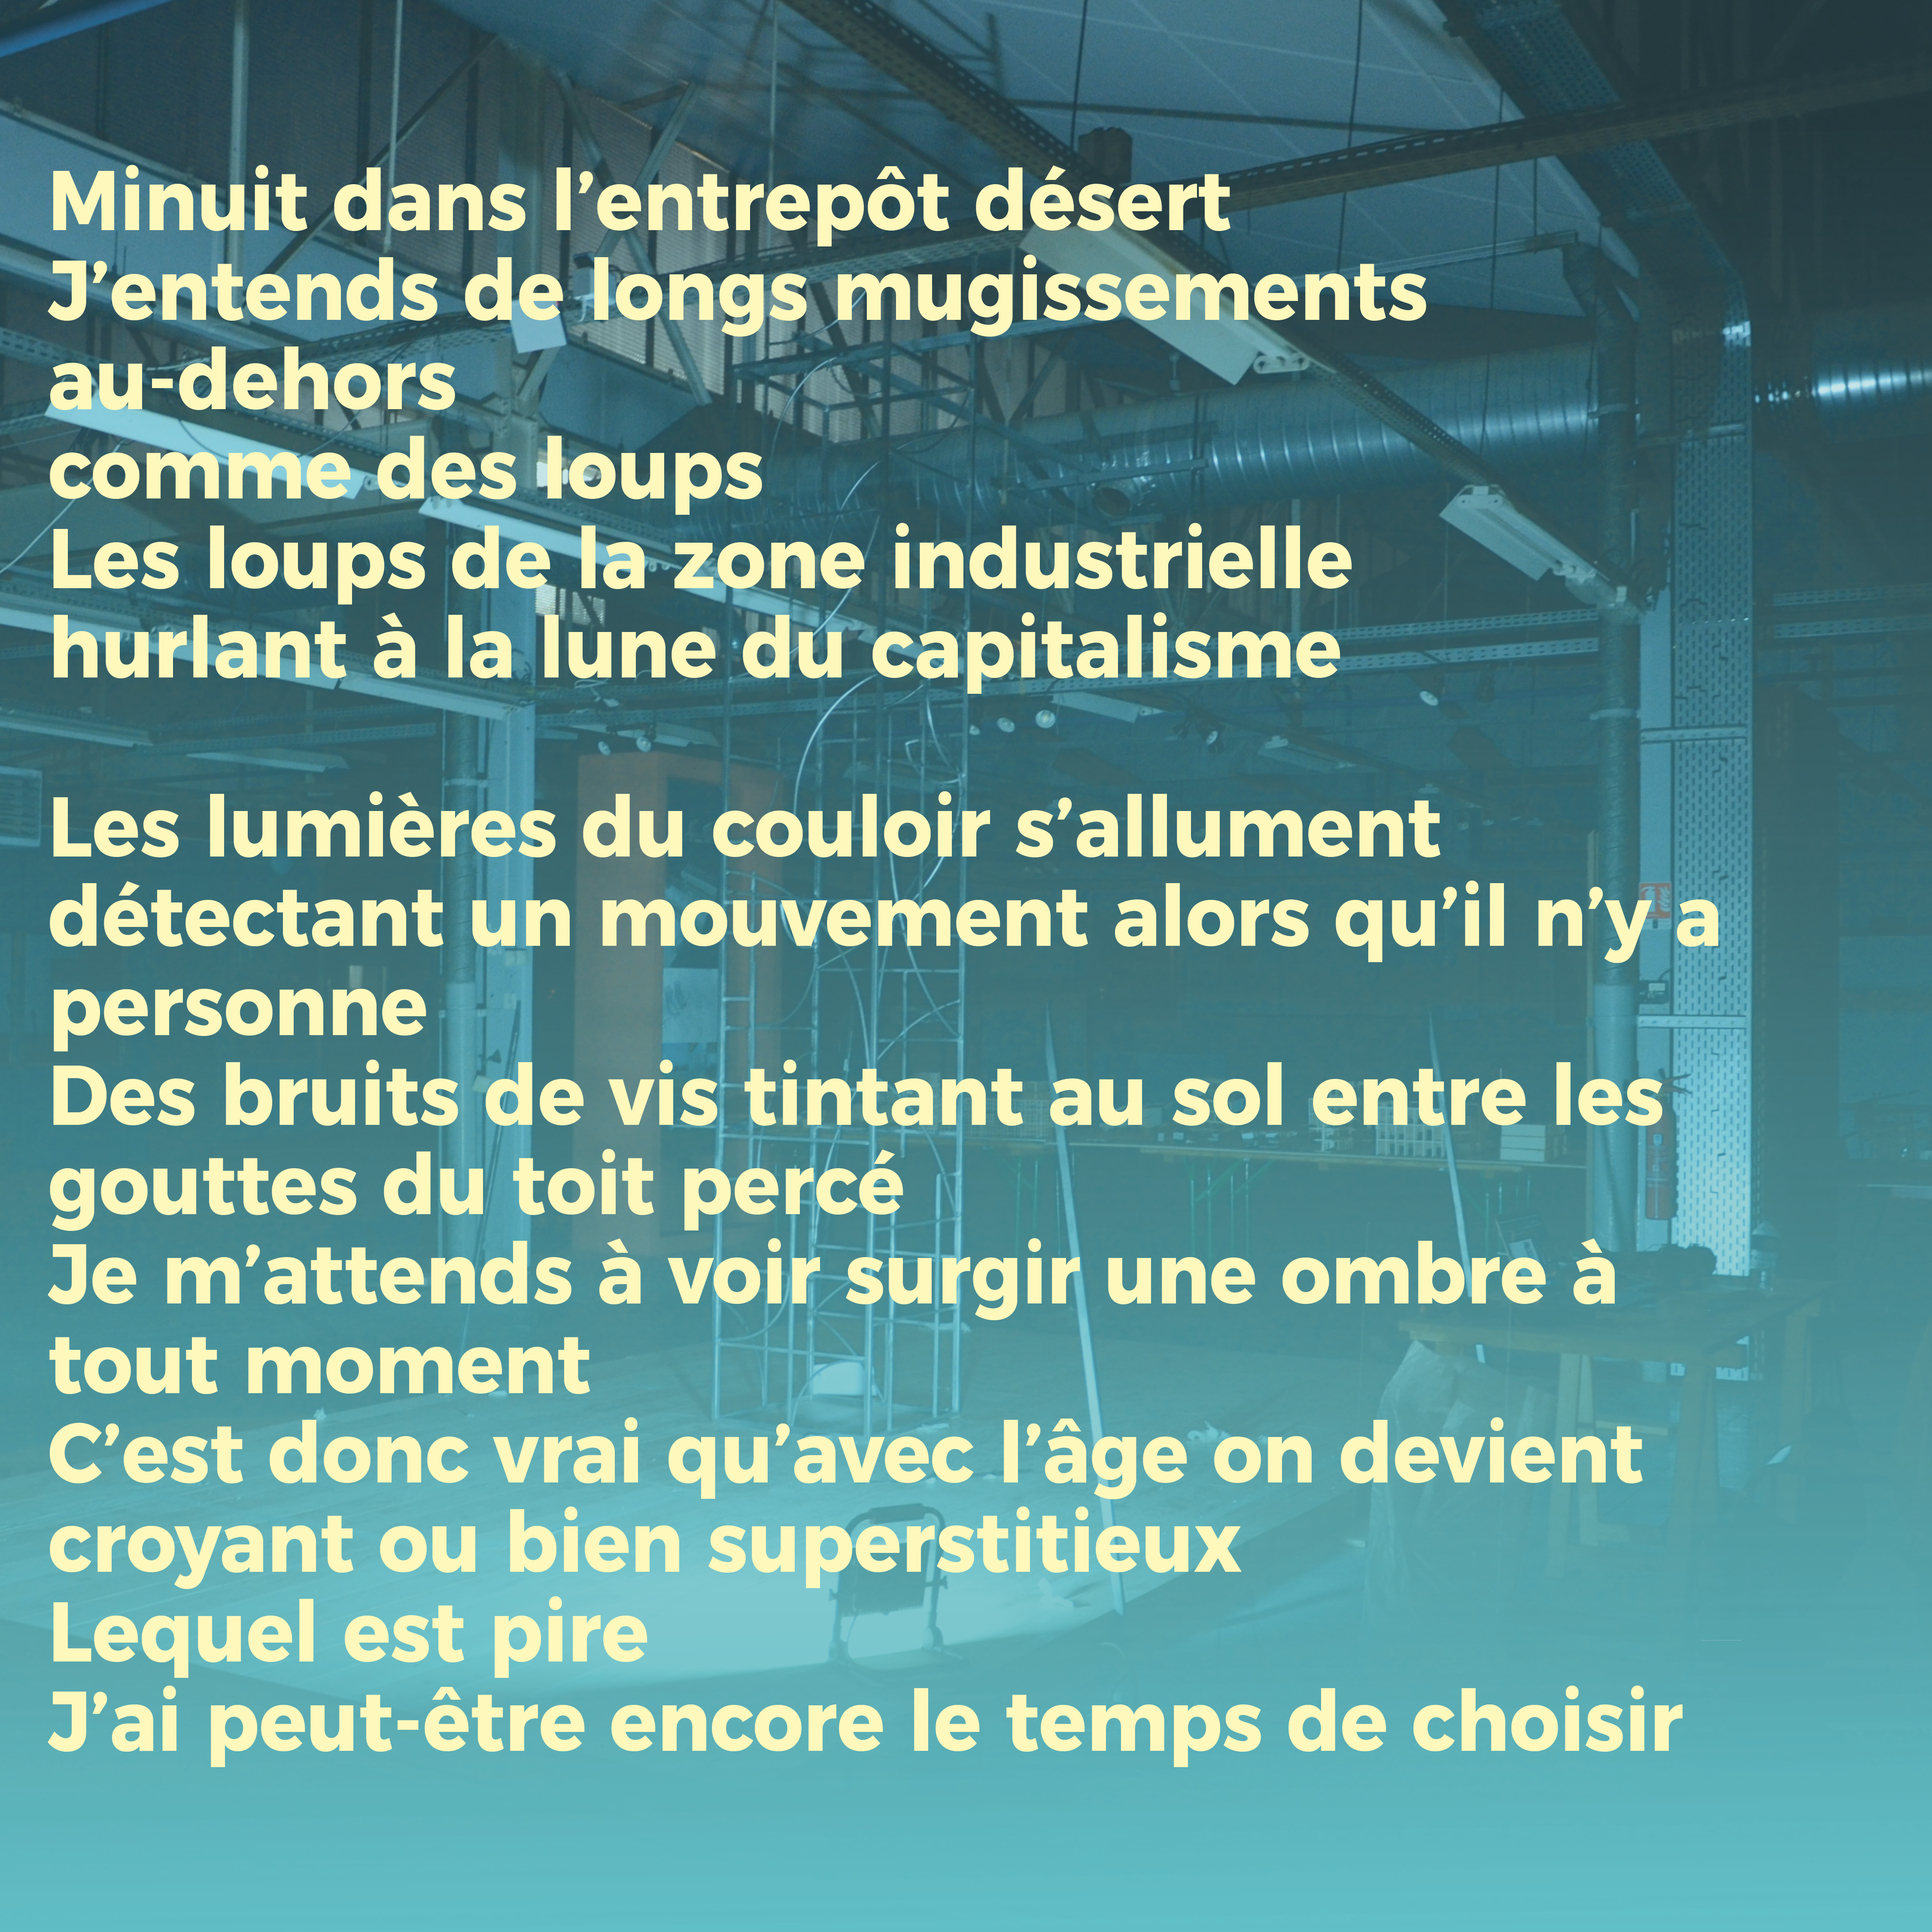 Minuit dans l’entrepôt désert
J’entends de longs mugissements
au-dehors
comme des loups
Les loups de la zone industrielle
hurlant à la lune du capitalisme
Les lumières du couloir s’allument
détectant un mouvement alors qu’il n’y a
personne
Des bruits de vis tintant au sol entre les
gouttes du toit percé
Je m’attends à voir surgir une ombre à
tout moment
C’est donc vrai qu’avec l’âge on devient
croyant ou bien superstitieux
Lequel est pire
J’ai peut-être encore le temps de choisir